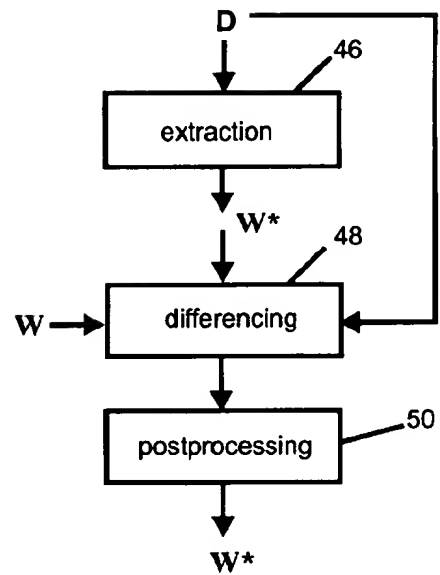 D
46
extraction
W*
48
W
differencing
50
postprocessing
W*